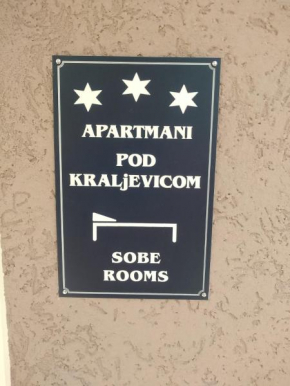 APARTMANI
POD
KRALjEVICOM
SOBE
ROOMS